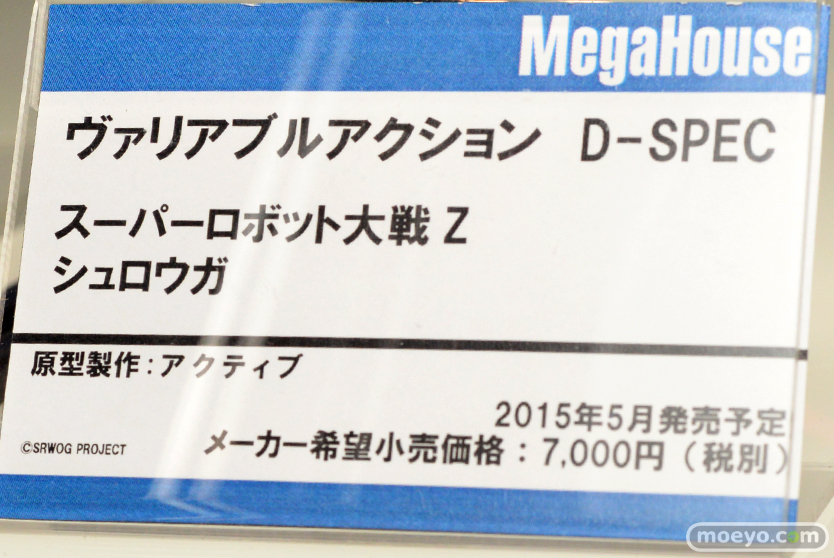 MegaHouse
ヴァリアブルアクション D-SPEC
スーパーロボット大戦 Z
シュロウガ
原型製作:アクティブ
2015年5月発売予定
©SRWOG PROJECT
メーカー希望小売価格:7,000円(税別)
moeyo.com